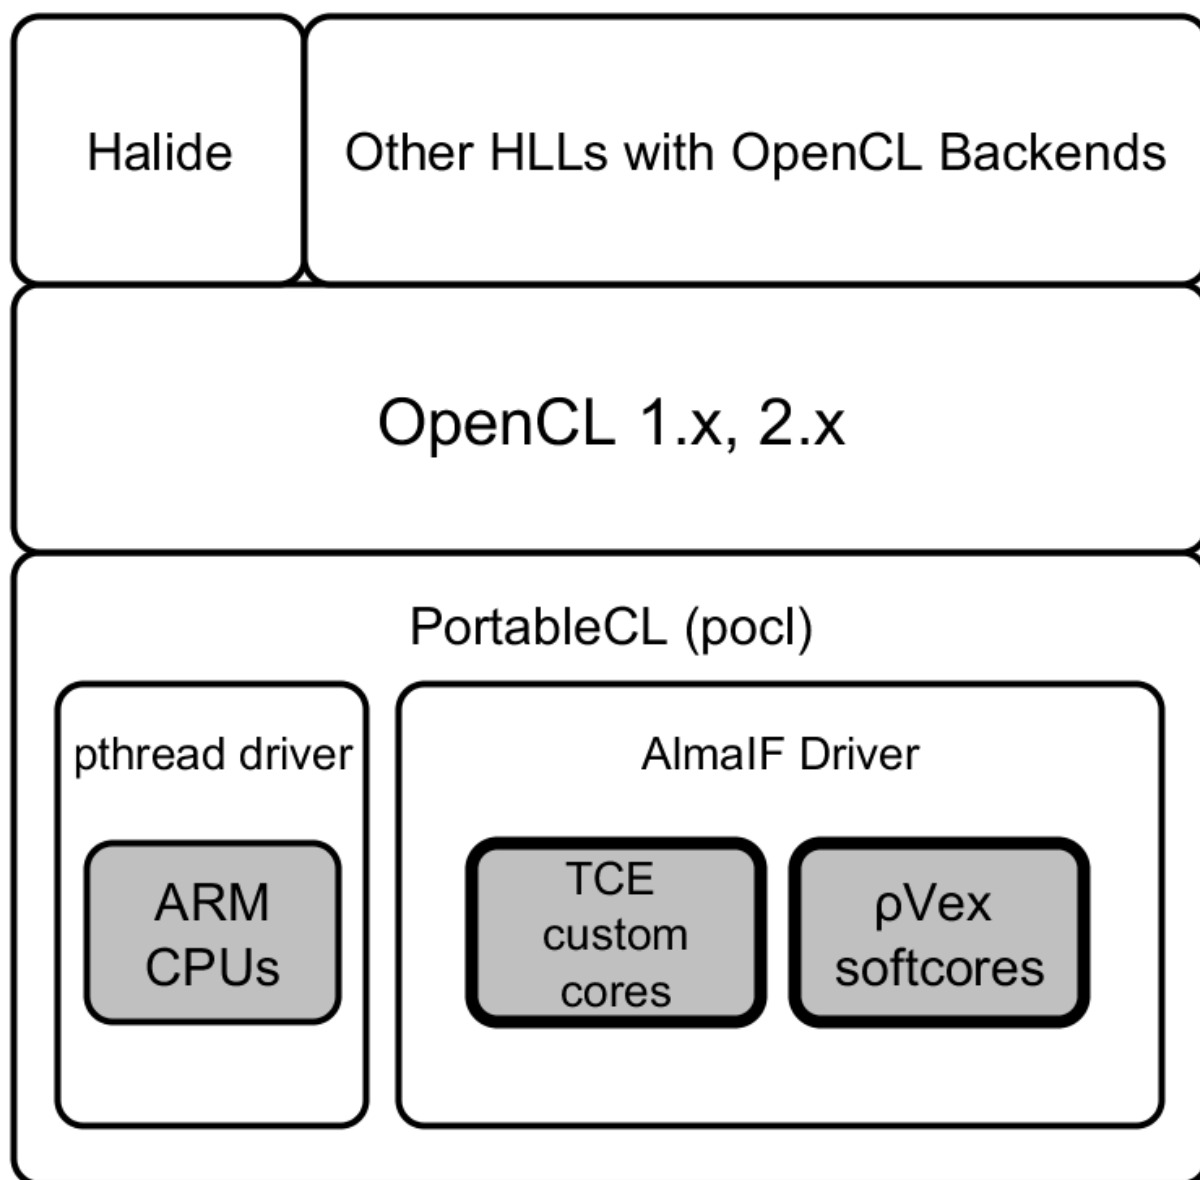 Halide
Other HLLs with OpenCL Backends
OpenCL 1.x, 2.x
PortableCL (pocl)
pthread driver
ARM
CPUs
AlmaIF Driver
TCE
custom
cores
ρVex
softcores